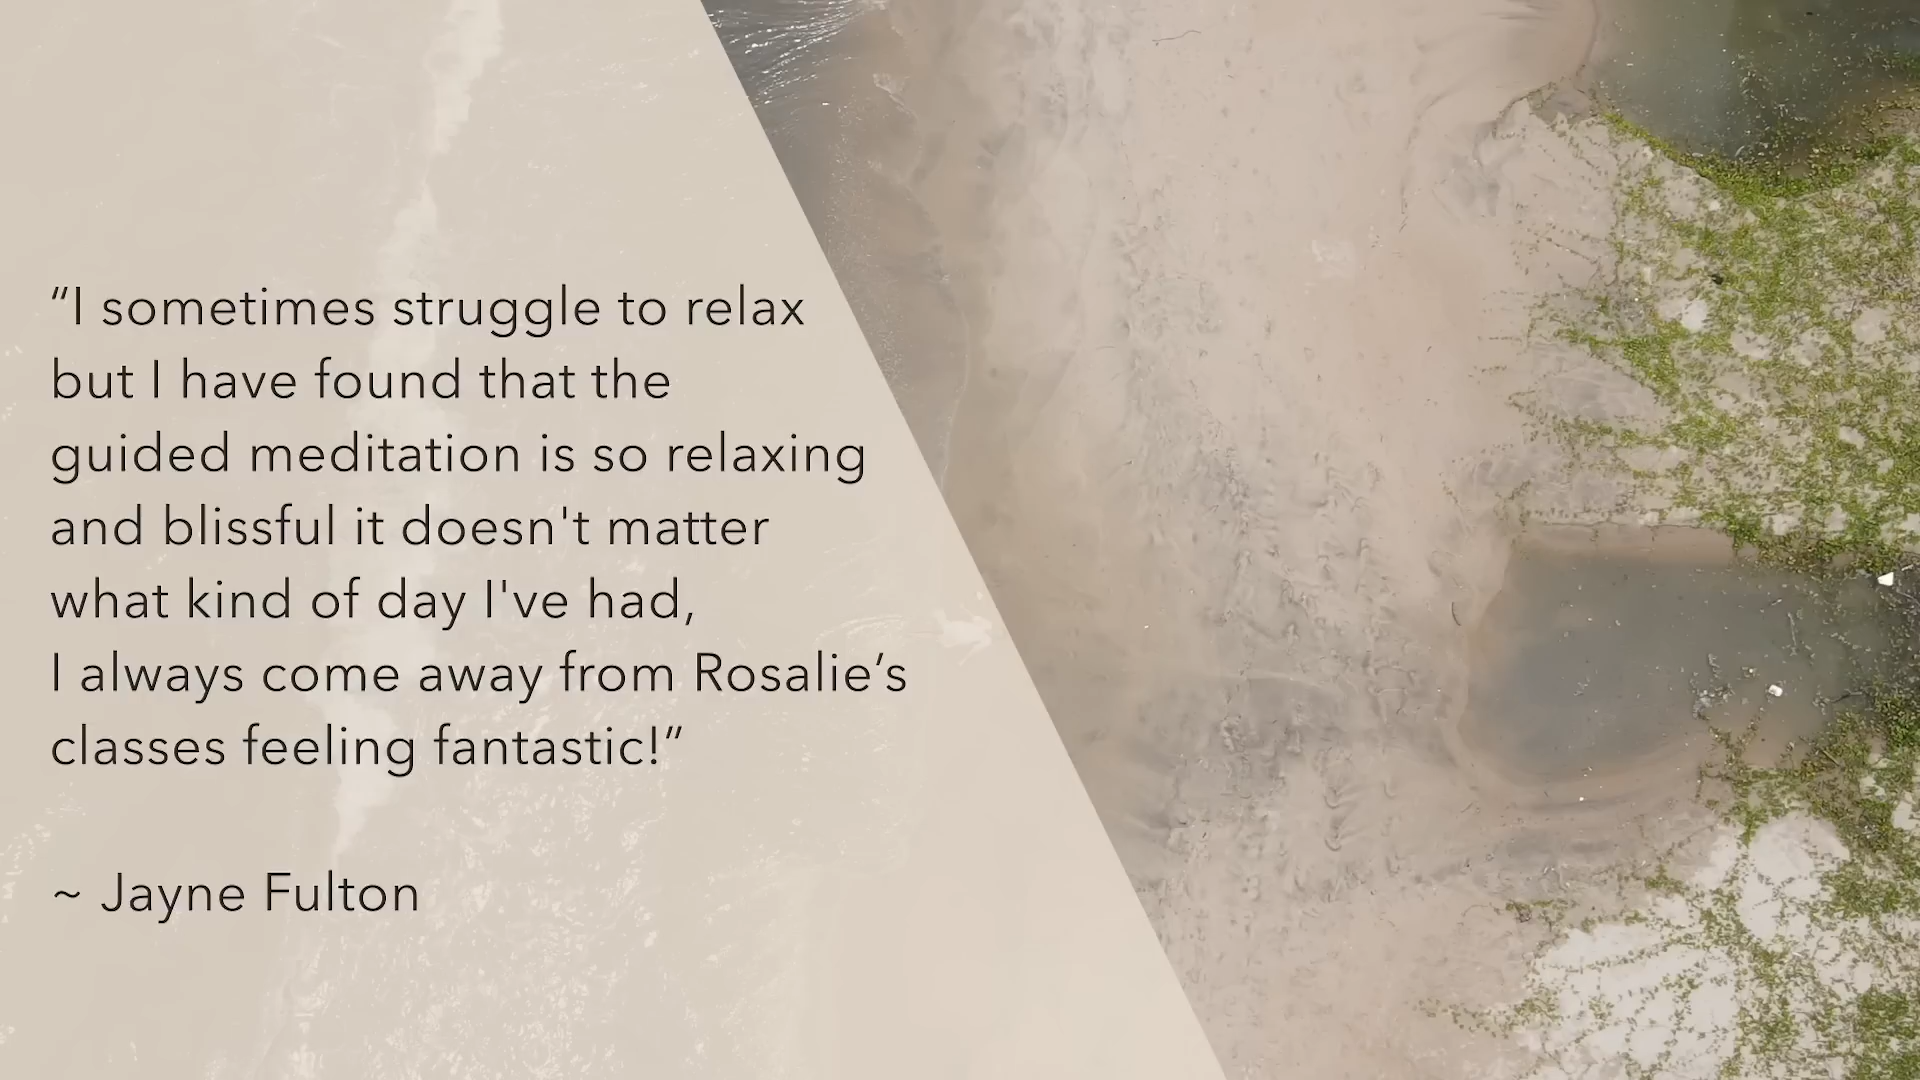 “I sometimes struggle to relax
but I have found that the
guided meditation is so relaxing
and blissful it doesn't matter
what kind of day I've had,
I always come away from Rosalie’s
classes feeling fantastic!”
~ Jayne Fulton